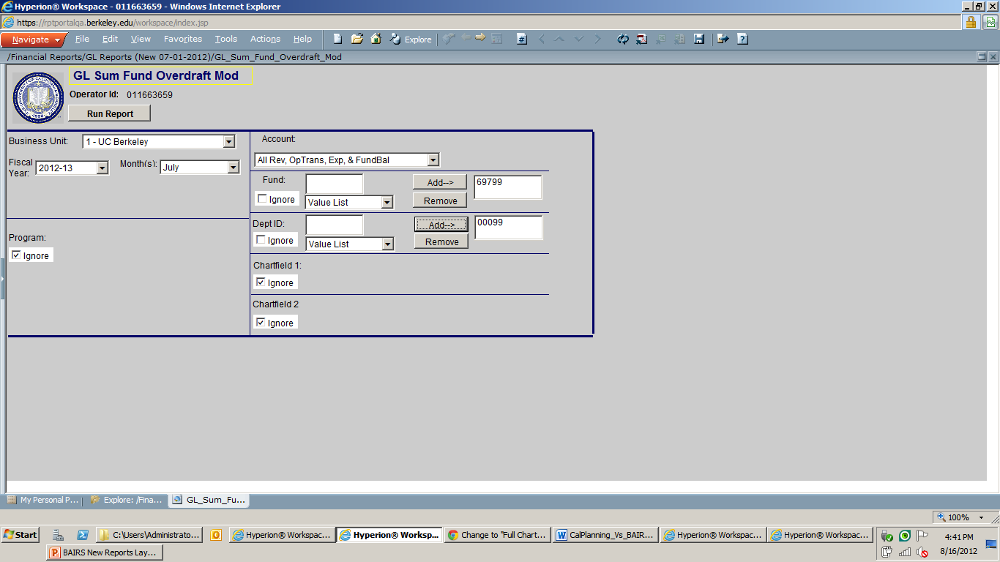 Hyperion® Workspace - 011663659 - Windows Internet Explorer
https://rptportalqa.berkeley.edu/workspace/index.jsp
Navigate File Edit View Favorites Tools Actions Help Explore
/Financial Reports/GL Reports (New 07-01-2012)/GL_Sum_Fund_Overdraft_Mod
GL Sum Fund Overdraft Mod
Operator Id: 011663659
Run Report
Business Unit: 1 - UC Berkeley
Fiscal Year: 2012-13 Month(s): July
Program:
Ignore
Account:
All Rev, OpTrans, Exp, & FundBal
Fund: Add--> 69799
Ignore Value List Remove
Dept ID: Add--> 00099
Ignore Value List Remove
Chartfield 1:
Ignore
Chartfield 2
Ignore
My Personal P... Explore: /Fina... GL_Sum_Fu...
100%
Start C:\Users\Administrato... Hyperion® Workspac... Hyperion® Worksp... Change to "Full Chart... CalPlanning_Vs_BAIR... Hyperion® Workspac... Hyperion® Workspac... 4:41 PM
BAIRS New Reports Lay... 8/16/2012